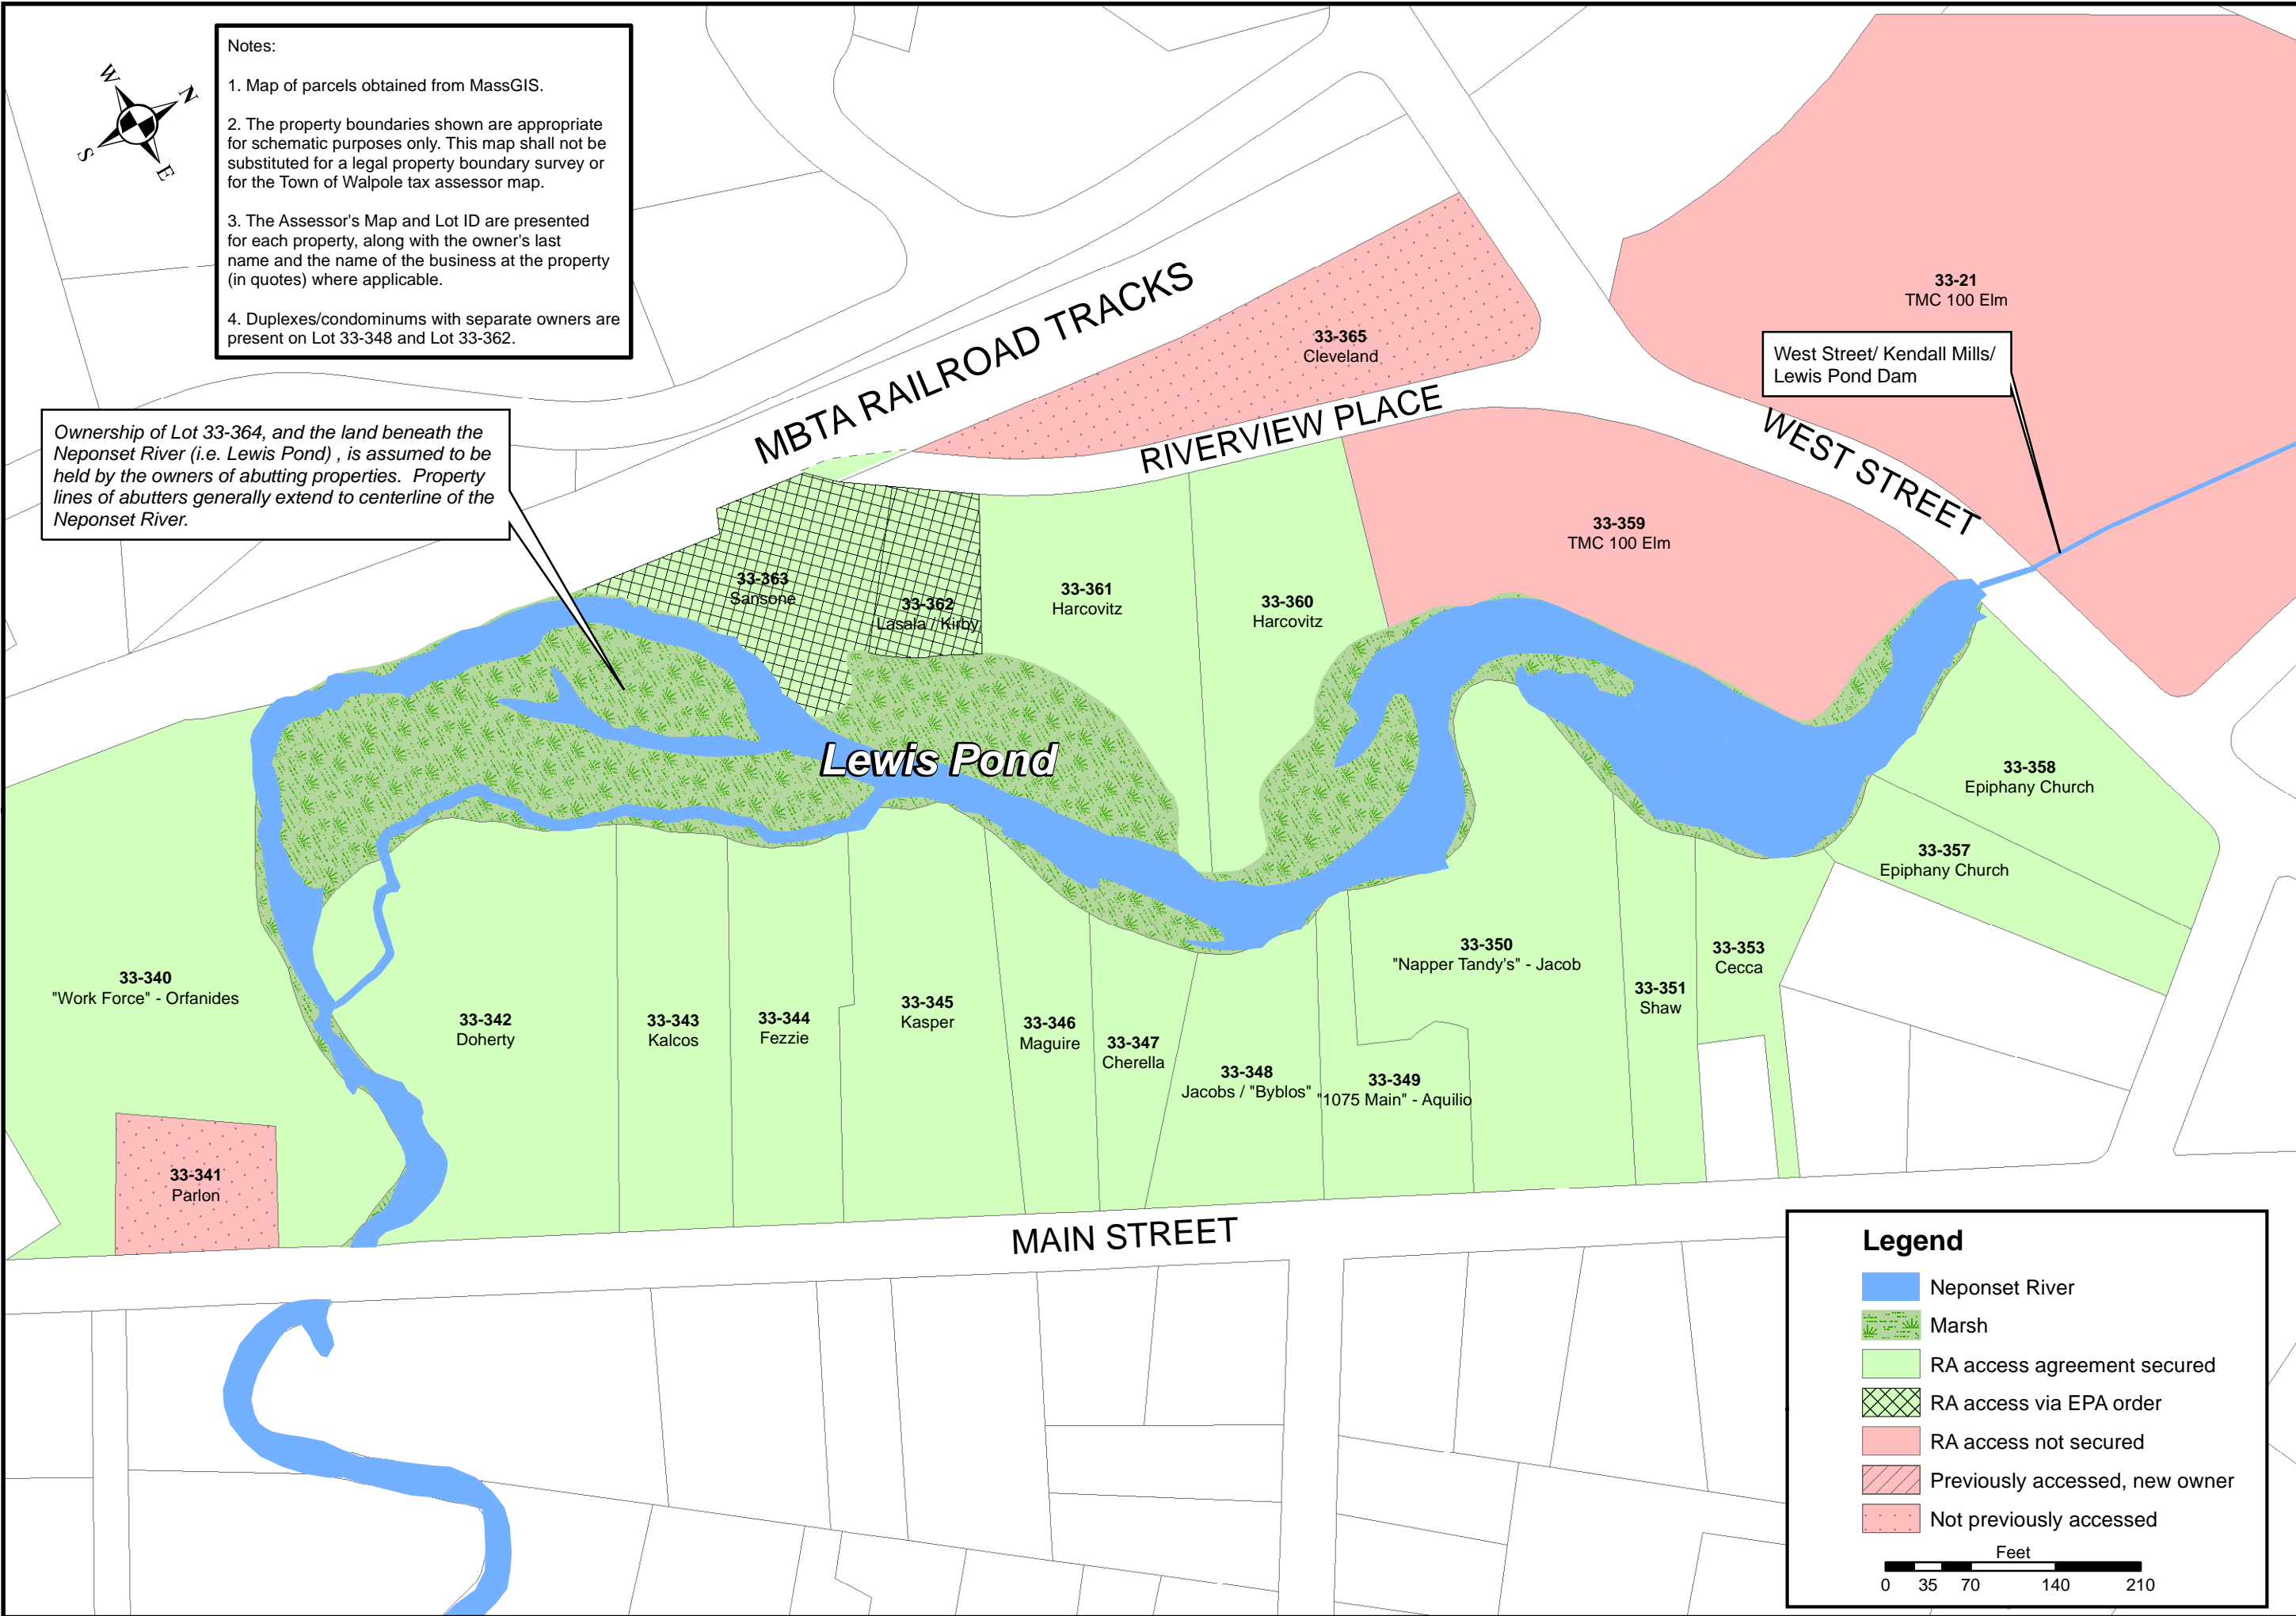 W
N
S
E
Notes:
1. Map of parcels obtained from MassGIS.
2. The property boundaries shown are appropriate
for schematic purposes only. This map shall not be
substituted for a legal property boundary survey or
for the Town of Walpole tax assessor map.
3. The Assessor's Map and Lot ID are presented
for each property, along with the owner's last
name and the name of the business at the property
(in quotes) where applicable.
4. Duplexes/condominums with separate owners are
present on Lot 33-348 and Lot 33-362.
Ownership of Lot 33-364, and the land beneath the
Neponset River (i.e. Lewis Pond) , is assumed to be
held by the owners of abutting properties. Property
lines of abutters generally extend to centerline of the
Neponset River.
MBTA RAILROAD TRACKS
33-365
Cleveland
RIVERVIEW PLACE
33-21
TMC 100 Elm
West Street/ Kendall Mills/
Lewis Pond Dam
WEST STREET
33-359
TMC 100 Elm
33-363
Sansone
33-362
Lasala / Kirby
33-361
Harcovitz
33-360
Harcovitz
Lewis Pond
33-358
Epiphany Church
33-357
Epiphany Church
33-340
"Work Force" - Orfanides
33-342
Doherty
33-343
Kalcos
33-344
Fezzie
33-345
Kasper
33-346
Maguire
33-347
Cherella
33-348
Jacobs / "Byblos"
33-349
"1075 Main" - Aquilio
33-350
"Napper Tandy's" - Jacob
33-351
Shaw
33-353
Cecca
33-341
Parlon
MAIN STREET
Legend
Neponset River
Marsh
RA access agreement secured
RA access via EPA order
RA access not secured
Previously accessed, new owner
Not previously accessed
Feet
0 35 70 140 210